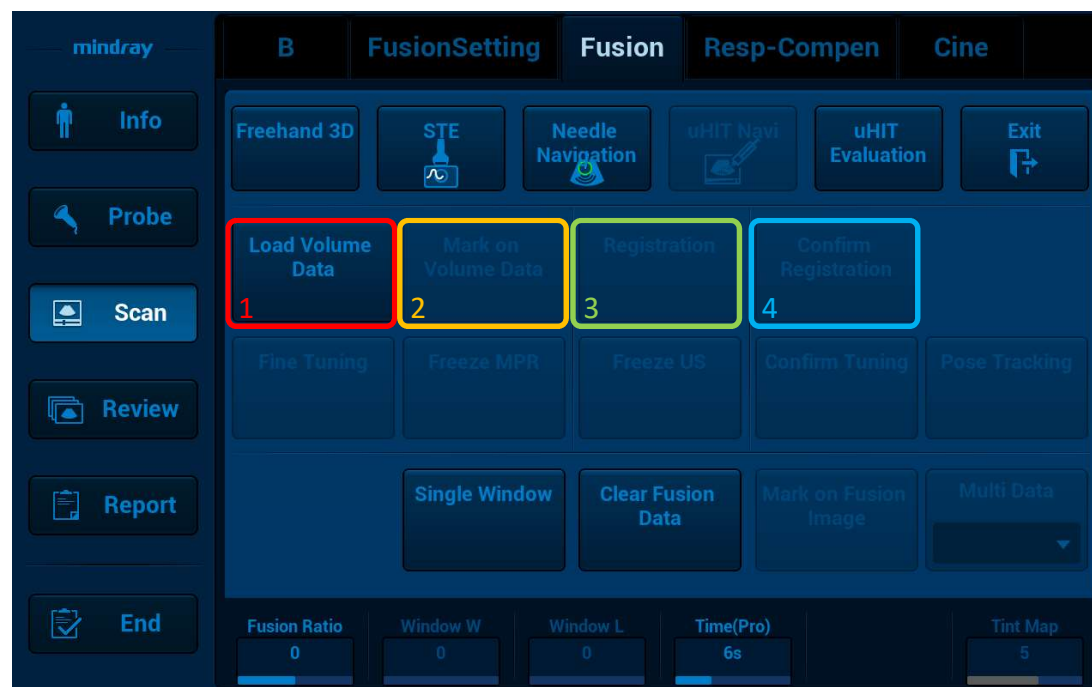 mindray
B
FusionSetting
Fusion
Resp-Compen
Cine
Info
Probe
Scan
Review
Report
End
Freehand 3D
STE
Needle
Navigation
uHIT Navi
uHIT
Evaluation
Exit
Load Volume
Data
1
Mark on
Volume Data
2
Registration
3
Confirm
Registration
4
Fine Tuning
Freeze MPR
Freeze US
Confirm Tuning
Pose Tracking
Single Window
Clear Fusion
Data
Mark on Fusion
Image
Multi Data
Fusion Ratio
0
Window W
0
Window L
0
Time(Pro)
6s
Tint Map
5